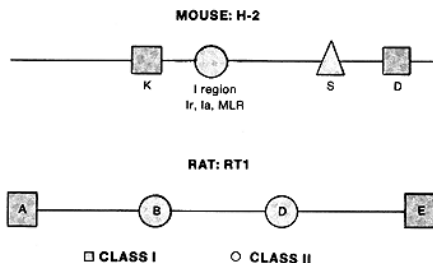 MOUSE: H-2
K
I region
Ir, Ia, MLR
S
D
RAT: RT1
A B D E
CLASS I CLASS II